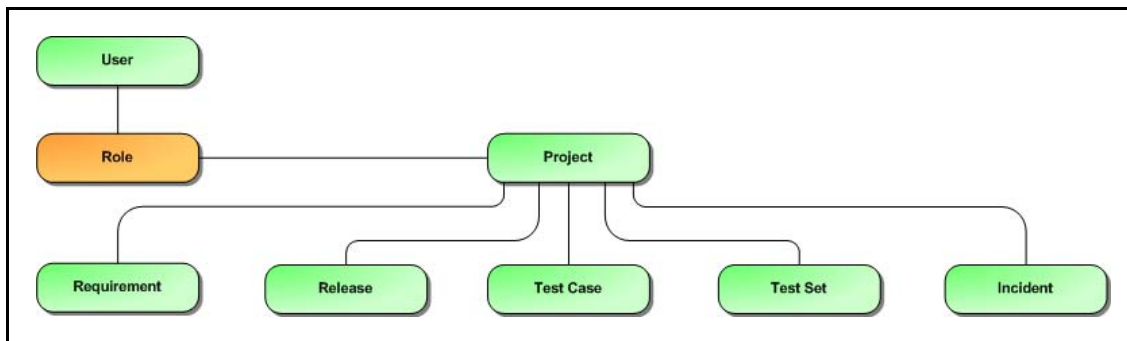 User
Role
Project
Requirement
Release
Test Case
Test Set
Incident